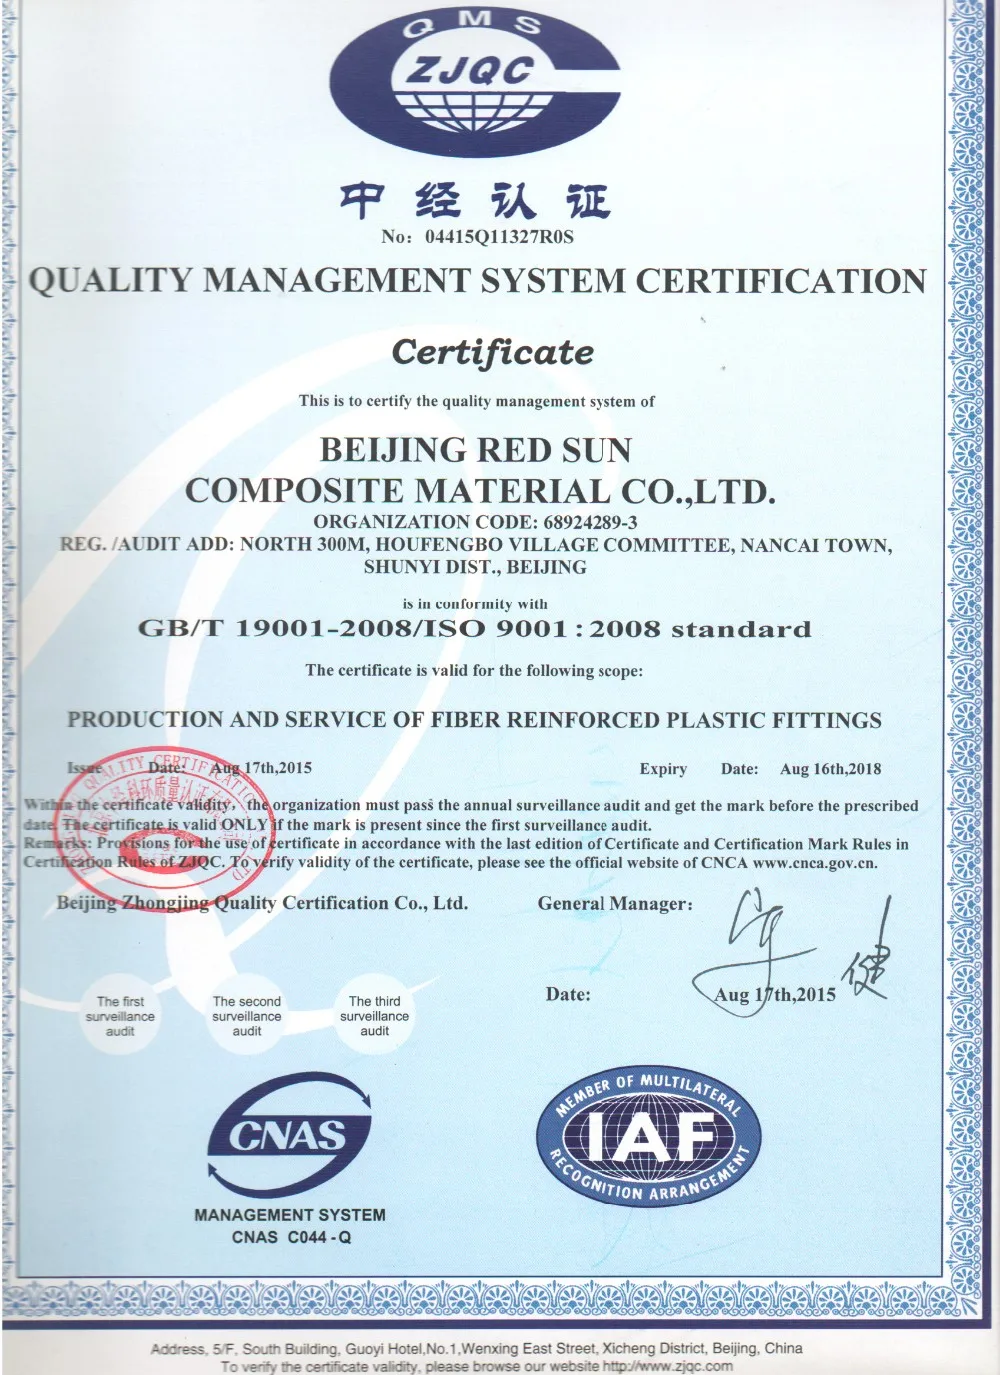 QMS
ZJQC
中经认证
No: 04415Q11327R0S
QUALITY MANAGEMENT SYSTEM CERTIFICATION
Certificate
This is to certify the quality management system of
BEIJING RED SUN
COMPOSITE MATERIAL CO.,LTD.
ORGANIZATION CODE: 68924289-3
REG. /AUDIT ADD: NORTH 300M, HOUFENGBO VILLAGE COMMITTEE, NANCAI TOWN,
SHUNYI DIST., BEIJING
is in conformity with
GB/T 19001-2008/ISO 9001:2008 standard
The certificate is valid for the following scope:
PRODUCTION AND SERVICE OF FIBER REINFORCED PLASTIC FITTINGS
Issue Date: Aug 17th,2015 Expiry Date: Aug 16th,2018
Within the certificate validity, the organization must pass the annual surveillance audit and get the mark before the prescribed
date. The certificate is valid ONLY if the mark is present since the first surveillance audit.
Remarks: Provisions for the use of certificate in accordance with the last edition of Certificate and Certification Mark Rules in
Certification Rules of ZJQC. To verify validity of the certificate, please see the official website of CNCA www.cnca.gov.cn.
Beijing Zhongjing Quality Certification Co., Ltd. General Manager:
Date: Aug 17th,2015
The first
surveillance
audit
The second
surveillance
audit
The third
surveillance
audit
CNAS
MANAGEMENT SYSTEM
CNAS C044-Q
MEMBER OF MULTILATERAL
IAF
RECOGNITION ARRANGEMENT
Address, 5/F, South Building, Guoyi Hotel,No.1,Wenxing East Street, Xicheng District, Beijing, China
To verify the certificate validity, please browse our website http://www.zjqc.com